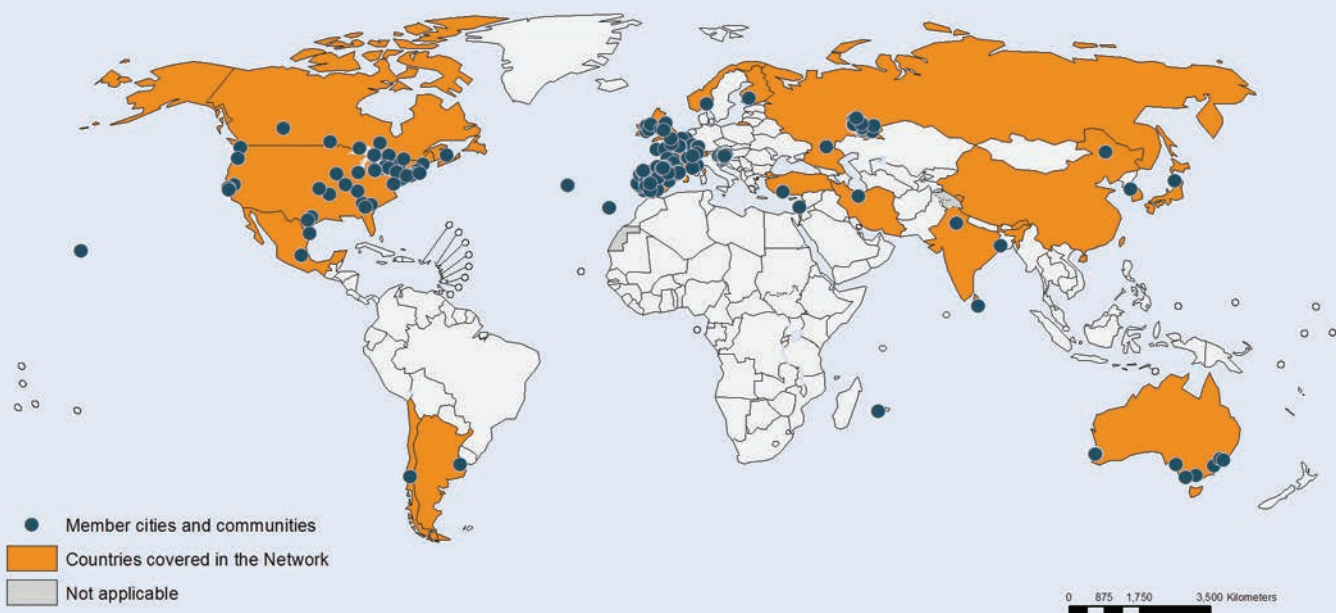 Member cities and communities
Countries covered in the Network
Not applicable
0 875 1,750 3,500 Kilometers